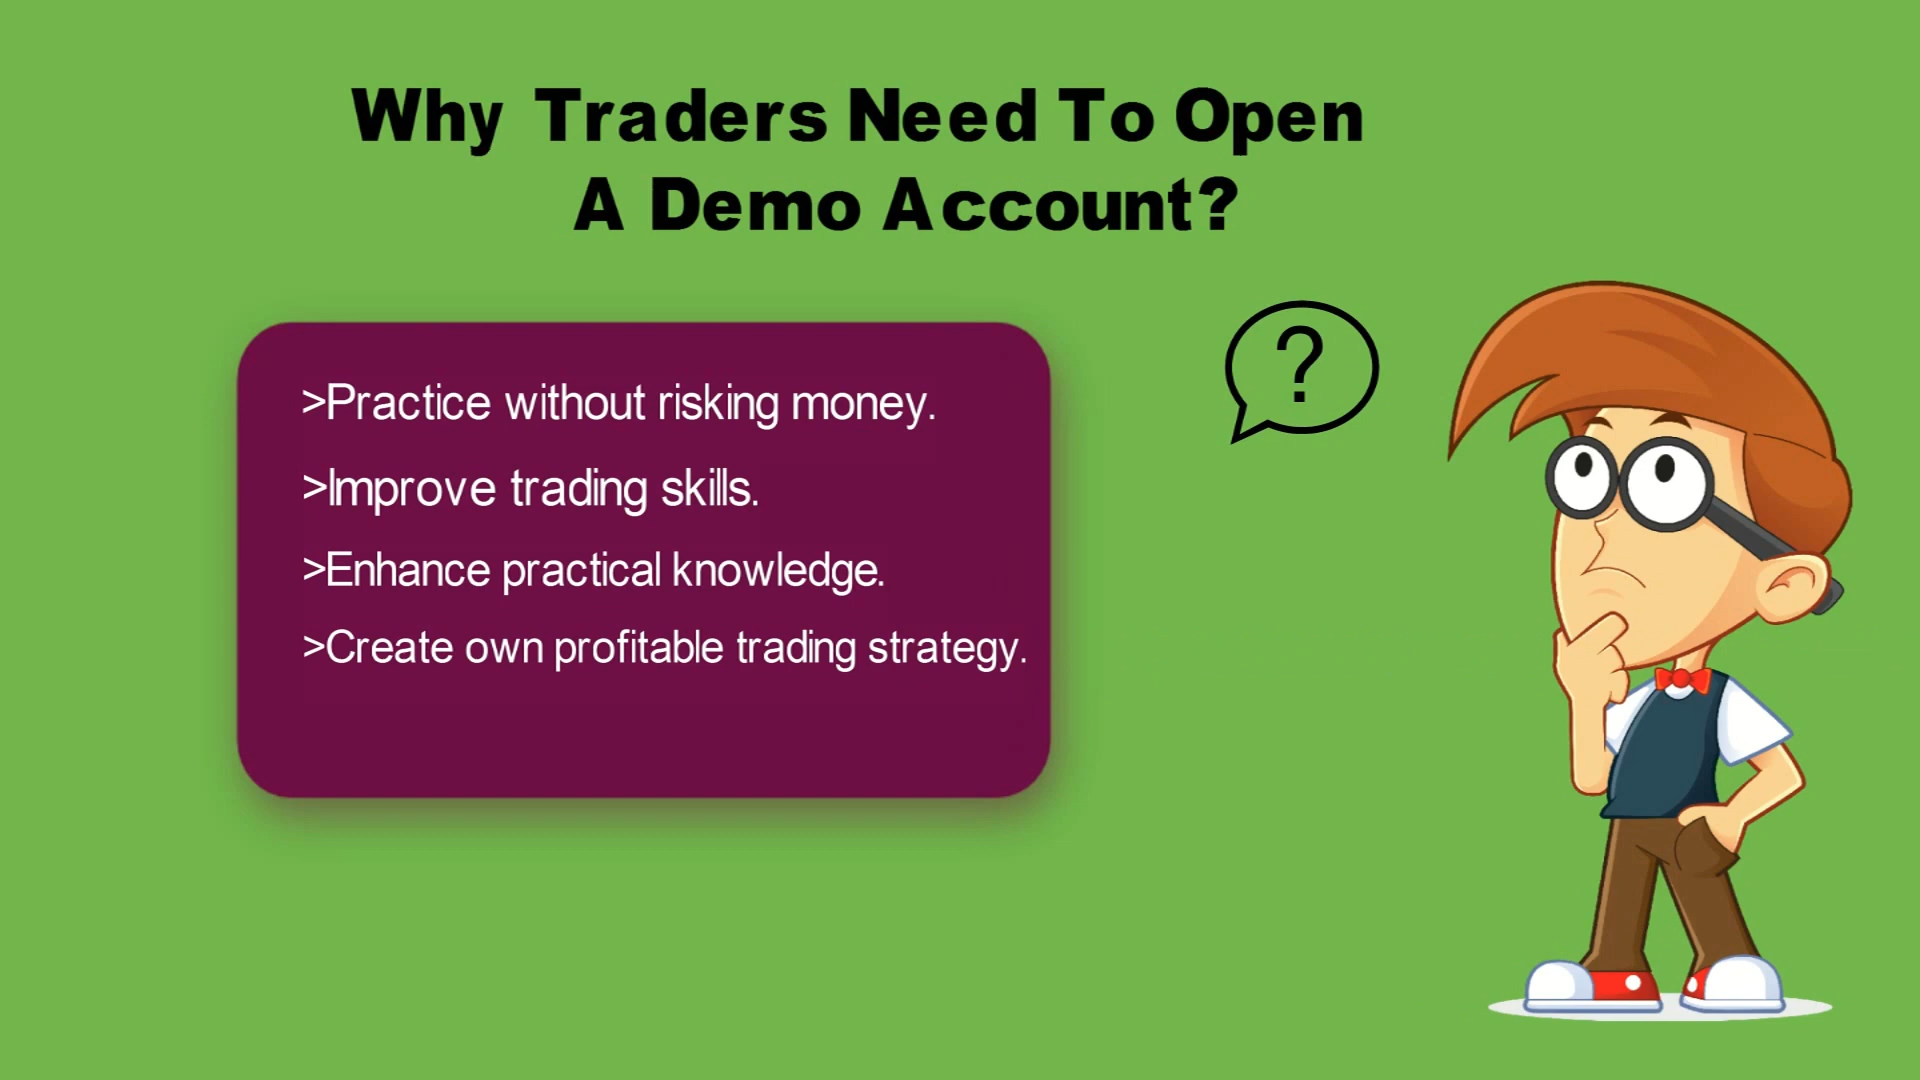 Why Traders Need To Open
A Demo Account?
?
>Practice without risking money.
>Improve trading skills.
>Enhance practical knowledge.
>Create own profitable trading strategy.